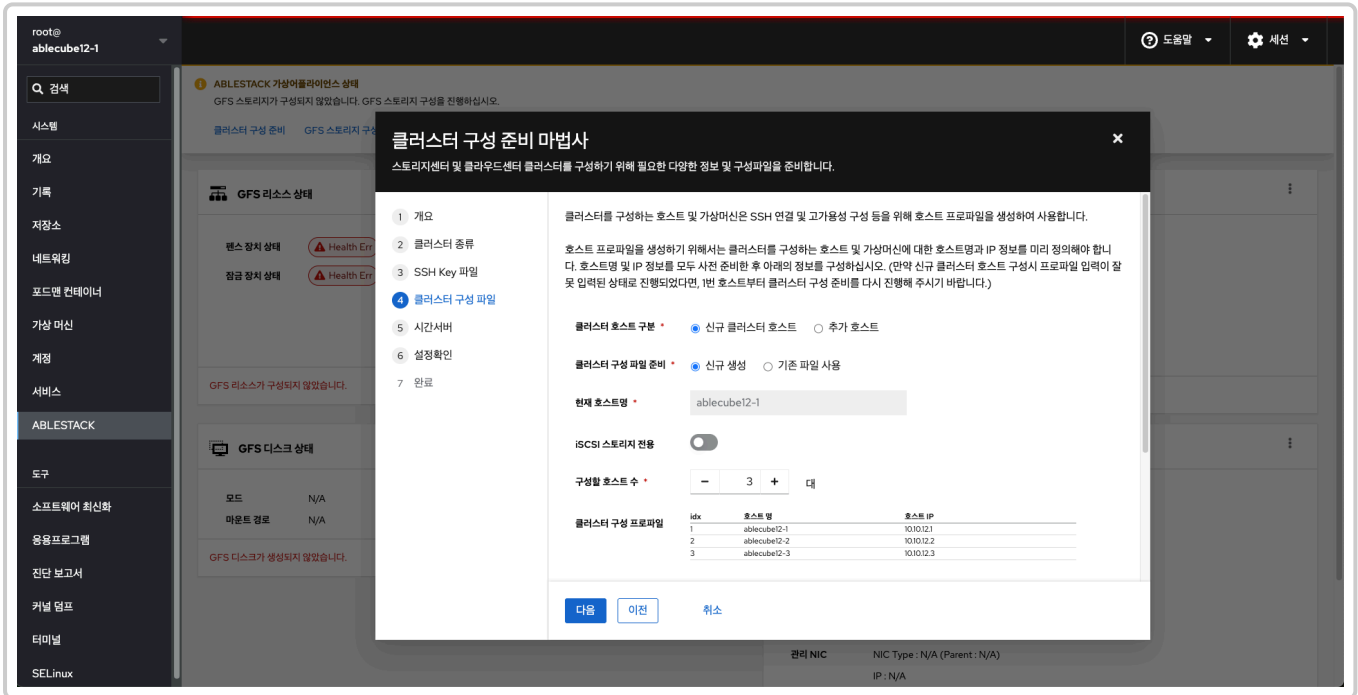 root@
ablecube12-1
도움말
세션
검색
시스템
개요
기록
저장소
네트워킹
포드맨 컨테이너
가상 머신
계정
서비스
ABLESTACK
도구
소프트웨어 최신화
응용프로그램
진단 보고서
커널 덤프
터미널
SELinux
ABLESTACK 가상어플라이언스 상태
GFS 스토리지가 구성되지 않았습니다. GFS 스토리지 구성을 진행하십시오.
클러스터 구성 준비 GFS 스토리지 구성
GFS 리소스 상태
펜스 장치 상태 Health Err
잠금 장치 상태 Health Err
GFS 리소스가 구성되지 않았습니다.
GFS 디스크 상태
모드 N/A
마운트 경로 N/A
GFS 디스크가 생성되지 않았습니다.
클러스터 구성 준비 마법사
스토리지센터 및 클라우드센터 클러스터를 구성하기 위해 필요한 다양한 정보 및 구성파일을 준비합니다.
1 개요
2 클러스터 종류
3 SSH Key 파일
4 클러스터 구성 파일
5 시간서버
6 설정확인
7 완료
클러스터를 구성하는 호스트 및 가상머신은 SSH 연결 및 고가용성 구성 등을 위해 호스트 프로파일을 생성하여 사용합니다.
호스트 프로파일을 생성하기 위해서는 클러스터를 구성하는 호스트 및 가상머신에 대한 호스트명과 IP 정보를 미리 정의해야 합니
다. 호스트명 및 IP 정보를 모두 사전 준비한 후 아래의 정보를 구성하십시오. (만약 신규 클러스터 호스트 구성시 프로파일 입력이 잘
못 입력된 상태로 진행되었다면, 1번 호스트부터 클러스터 구성 준비를 다시 진행해 주시기 바랍니다.)
클러스터 호스트 구분 * 신규 클러스터 호스트 추가 호스트
클러스터 구성 파일 준비 * 신규 생성 기존 파일 사용
현재 호스트명 * ablecube12-1
iSCSI 스토리지 전용
구성할 호스트 수 * - 3 + 대
클러스터 구성 프로파일
idx 호스트 명 호스트 IP
1 ablecube12-1 10.10.12.1
2 ablecube12-2 10.10.12.2
3 ablecube12-3 10.10.12.3
다음 이전 취소
관리 NIC NIC Type : N/A (Parent : N/A)
IP : N/A